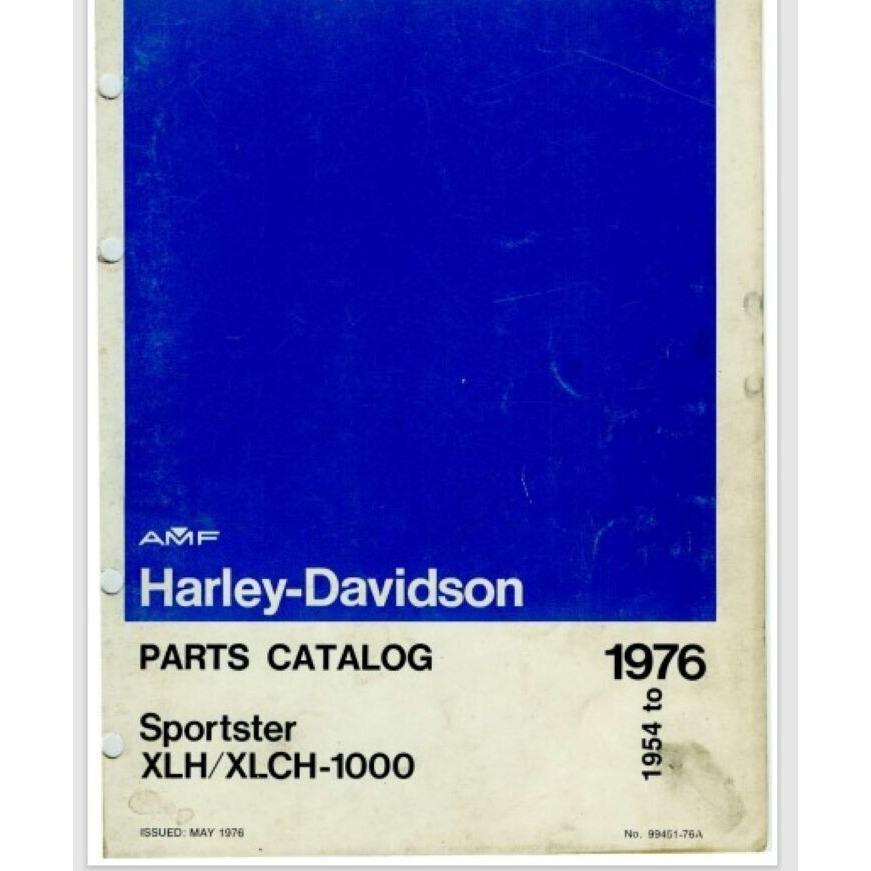 AMF
Harley-Davidson
PARTS CATALOG
1976
1954 to
Sportster
XLH/XLCH-1000
ISSUED: MAY 1976
No. 99451-76A